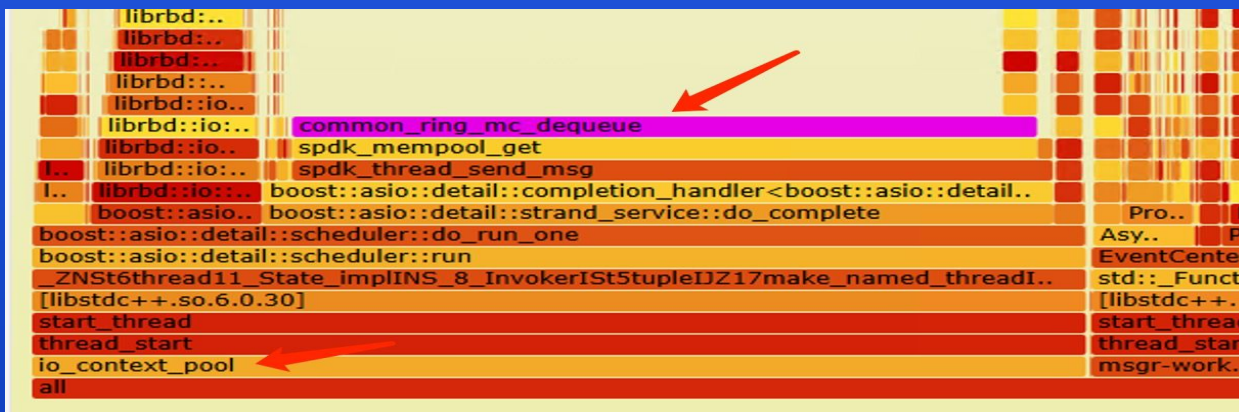 librbd:..
librbd:..
librbd:..
librbd::..
librbd::io..
librbd::io:.. common_ring_mc_dequeue
librbd::io.. spdk_mempool_get
l.. librbd::io:.. spdk_thread_send_msg
l.. librbd::io::.. boost::asio::detail::completion_handler<boost::asio::detail..
boost::asio.. boost::asio::detail::strand_service::do_complete Pro..
boost::asio::detail::scheduler::do_run_one Asy.. P
boost::asio::detail::scheduler::run EventCente
_ZNSt6thread11_State_implINS_8_InvokerISt5tupleIJZ17make_named_threadI.. std::_Funct
[libstdc++.so.6.0.30] [libstdc++.
start_thread start_threa
thread_start thread_star
io_context_pool msgr-work.
all